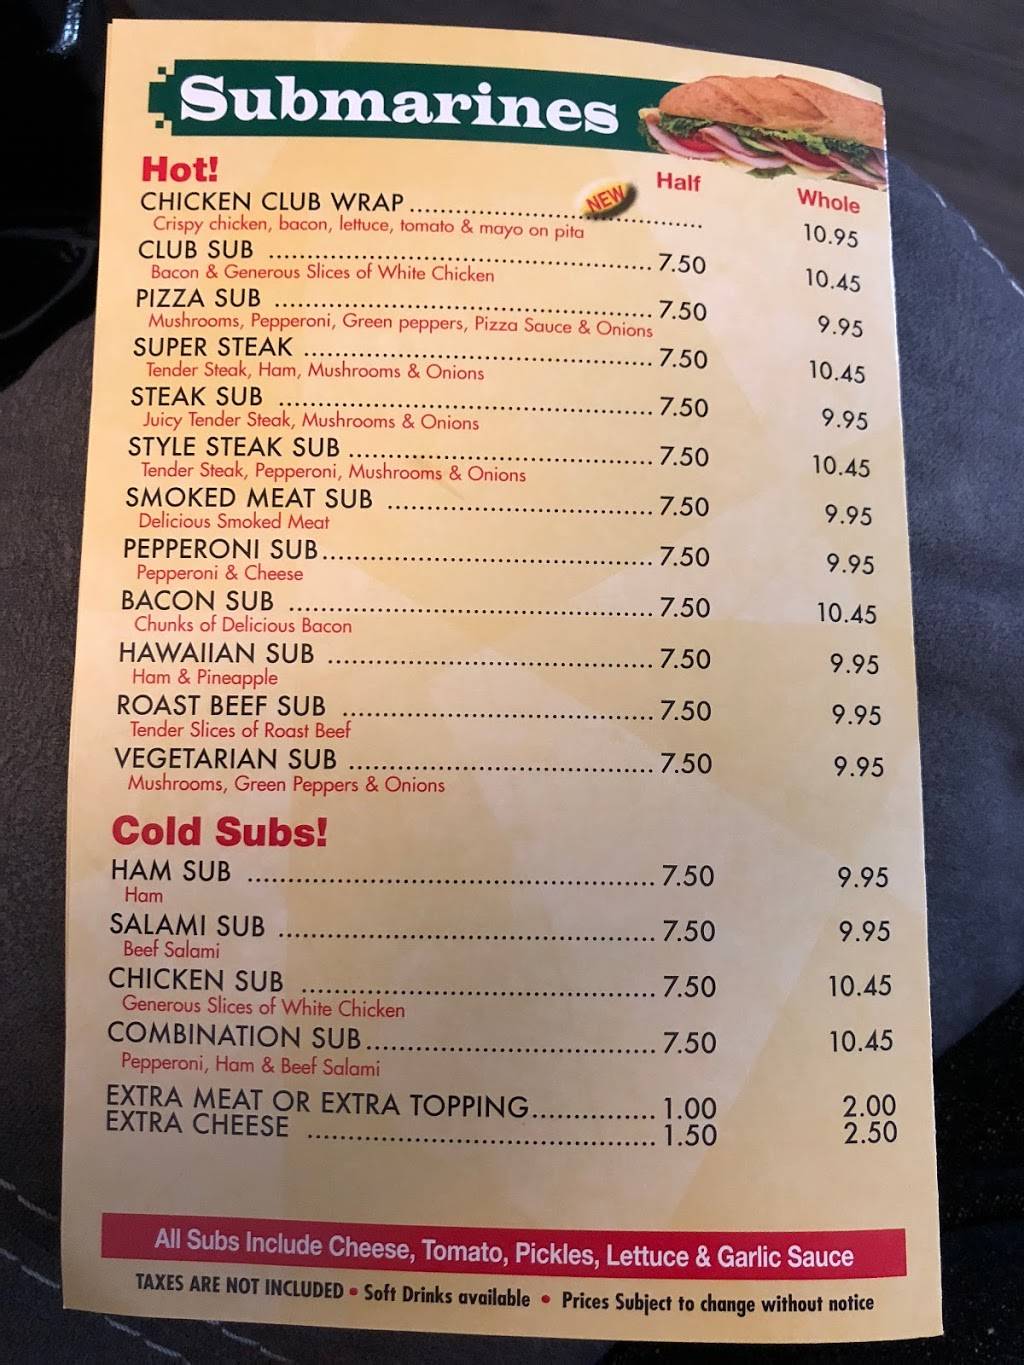 Submarines
Hot!
Half Whole
CHICKEN CLUB WRAP NEW 10.95
Crispy chicken, bacon, lettuce, tomato & mayo on pita
CLUB SUB 7.50 10.45
Bacon & Generous Slices of White Chicken
PIZZA SUB 7.50 9.95
Mushrooms, Pepperoni, Green peppers, Pizza Sauce & Onions
SUPER STEAK 7.50 10.45
Tender Steak, Ham, Mushrooms & Onions
STEAK SUB 7.50 9.95
Juicy Tender Steak, Mushrooms & Onions
STYLE STEAK SUB 7.50 10.45
Tender Steak, Pepperoni, Mushrooms & Onions
SMOKED MEAT SUB 7.50 9.95
Delicious Smoked Meat
PEPPERONI SUB 7.50 9.95
Pepperoni & Cheese
BACON SUB 7.50 10.45
Chunks of Delicious Bacon
HAWAIIAN SUB 7.50 9.95
Ham & Pineapple
ROAST BEEF SUB 7.50 9.95
Tender Slices of Roast Beef
VEGETARIAN SUB 7.50 9.95
Mushrooms, Green Peppers & Onions
Cold Subs!
HAM SUB 7.50 9.95
Ham
SALAMI SUB 7.50 9.95
Beef Salami
CHICKEN SUB 7.50 10.45
Generous Slices of White Chicken
COMBINATION SUB 7.50 10.45
Pepperoni, Ham & Beef Salami
EXTRA MEAT OR EXTRA TOPPING 1.00 2.00
EXTRA CHEESE 1.50 2.50
All Subs Include Cheese, Tomato, Pickles, Lettuce & Garlic Sauce
TAXES ARE NOT INCLUDED • Soft Drinks available • Prices Subject to change without notice